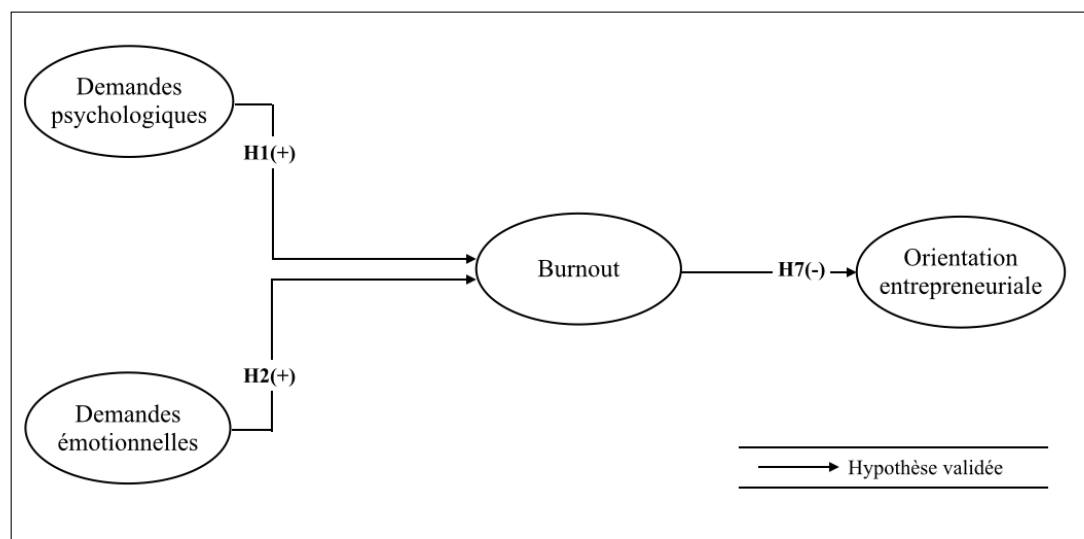 Demandes
psychologiques
H1(+)
Burnout
H7(-)
Orientation
entrepreneuriale
H2(+)
Demandes
émotionnelles
Hypothèse validée